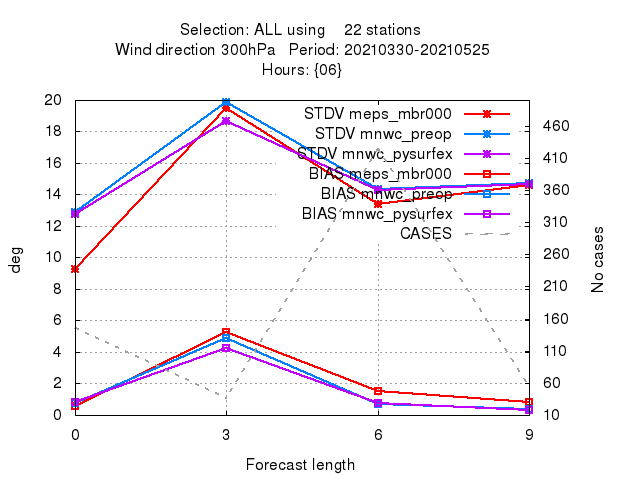 Selection: ALL using 22 stations
Wind direction 300hPa Period: 20210330-20210525
Hours: {06}
STDV meps_mbr000
STDV mnwc_preop
STDV mnwc_pysurfex
BIAS meps_mbr000
BIAS mnwc_preop
BIAS mnwc_pysurfex
CASES
deg
20
18
16
14
12
10
8
6
4
2
0
460
410
360
310
260
210
160
110
60
10
No cases
0 3 6 9
Forecast length